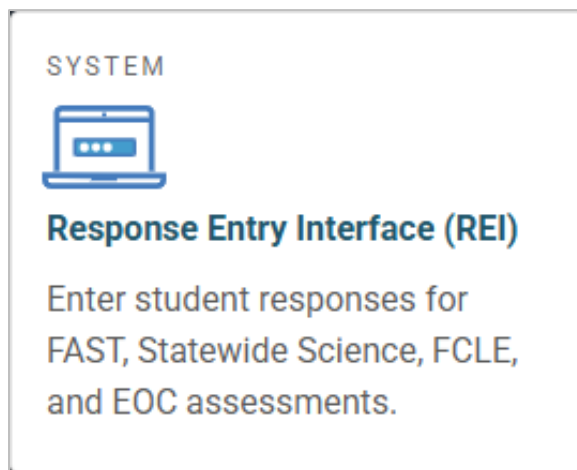 SYSTEM
Response Entry Interface (REI)
Enter student responses for
FAST, Statewide Science, FCLE,
and EOC assessments.